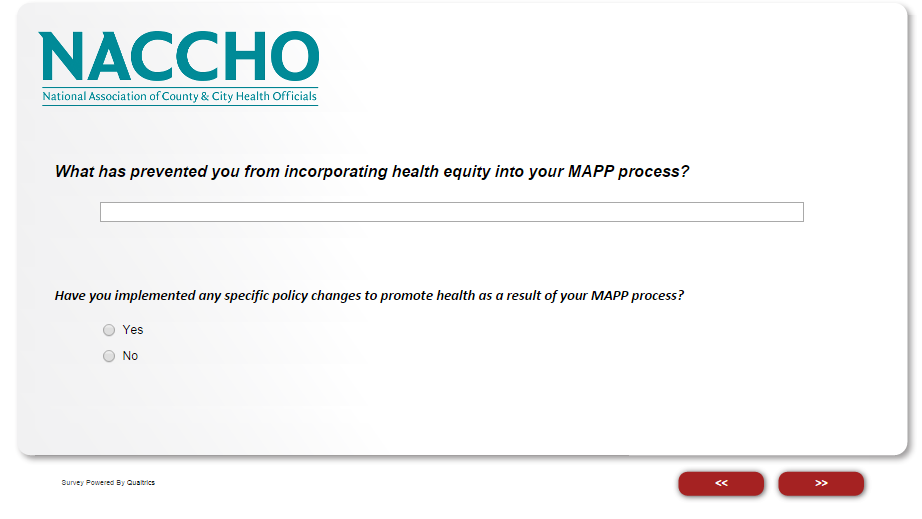 NACCHO
National Association of County & City Health Officials
What has prevented you from incorporating health equity into your MAPP process?
Have you implemented any specific policy changes to promote health as a result of your MAPP process?
Yes
No
Survey Powered By Qualtrics
<< >>